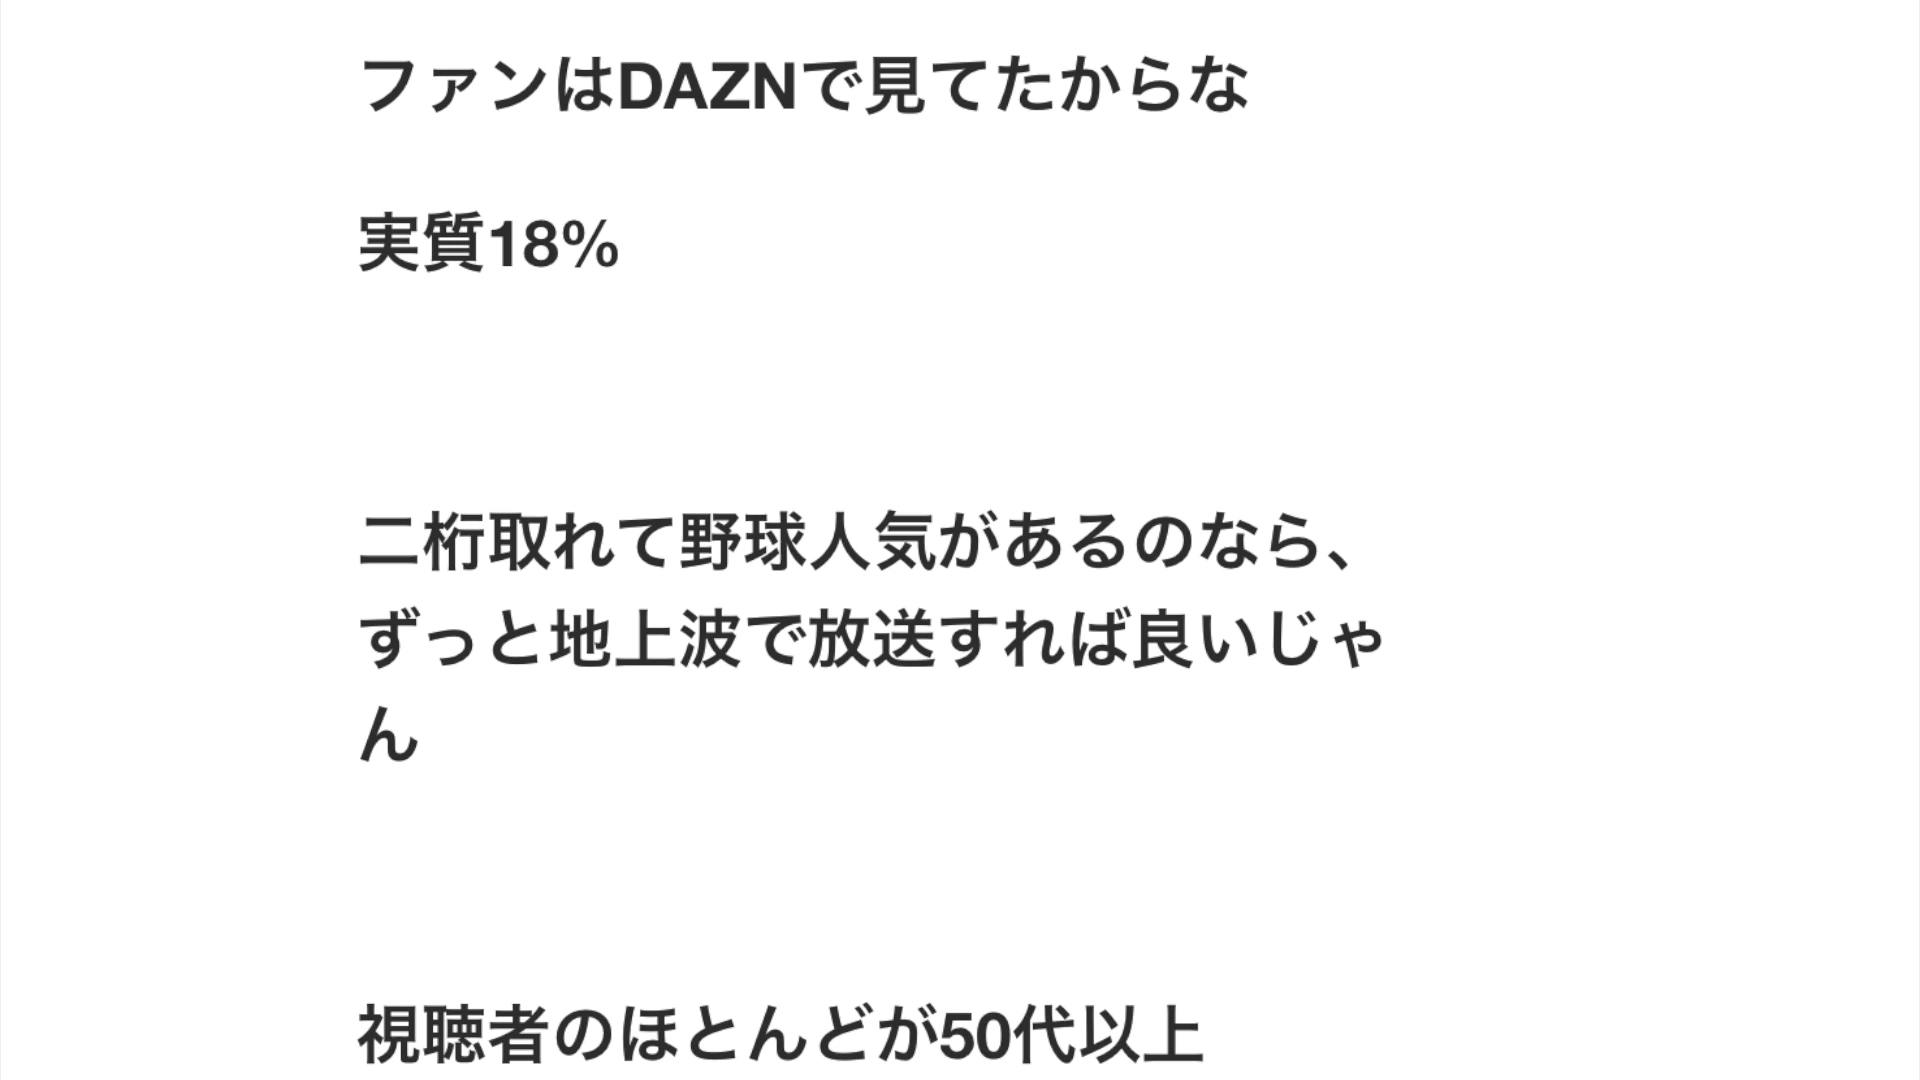 ファンはDAZNで見てたからな
実質18%
二桁取れて野球人気があるのなら、
ずっと地上波で放送すれば良いじゃ
ん
視聴者のほとんどが50代以上